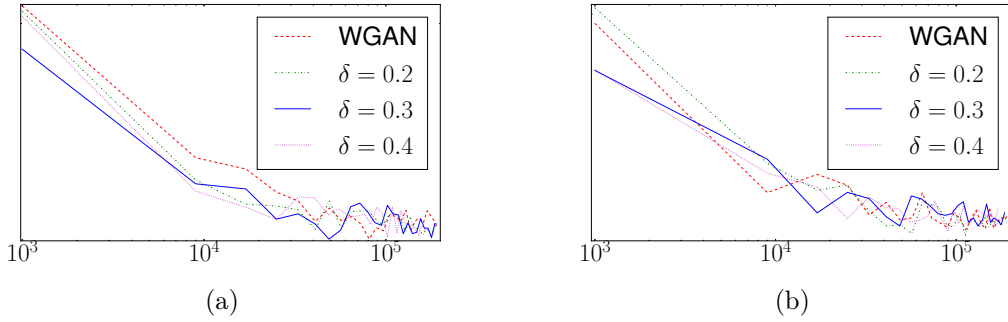 WGAN
δ = 0.2
δ = 0.3
δ = 0.4
10³ 10⁴ 10⁵
(a)
WGAN
δ = 0.2
δ = 0.3
δ = 0.4
10³ 10⁴ 10⁵
(b)